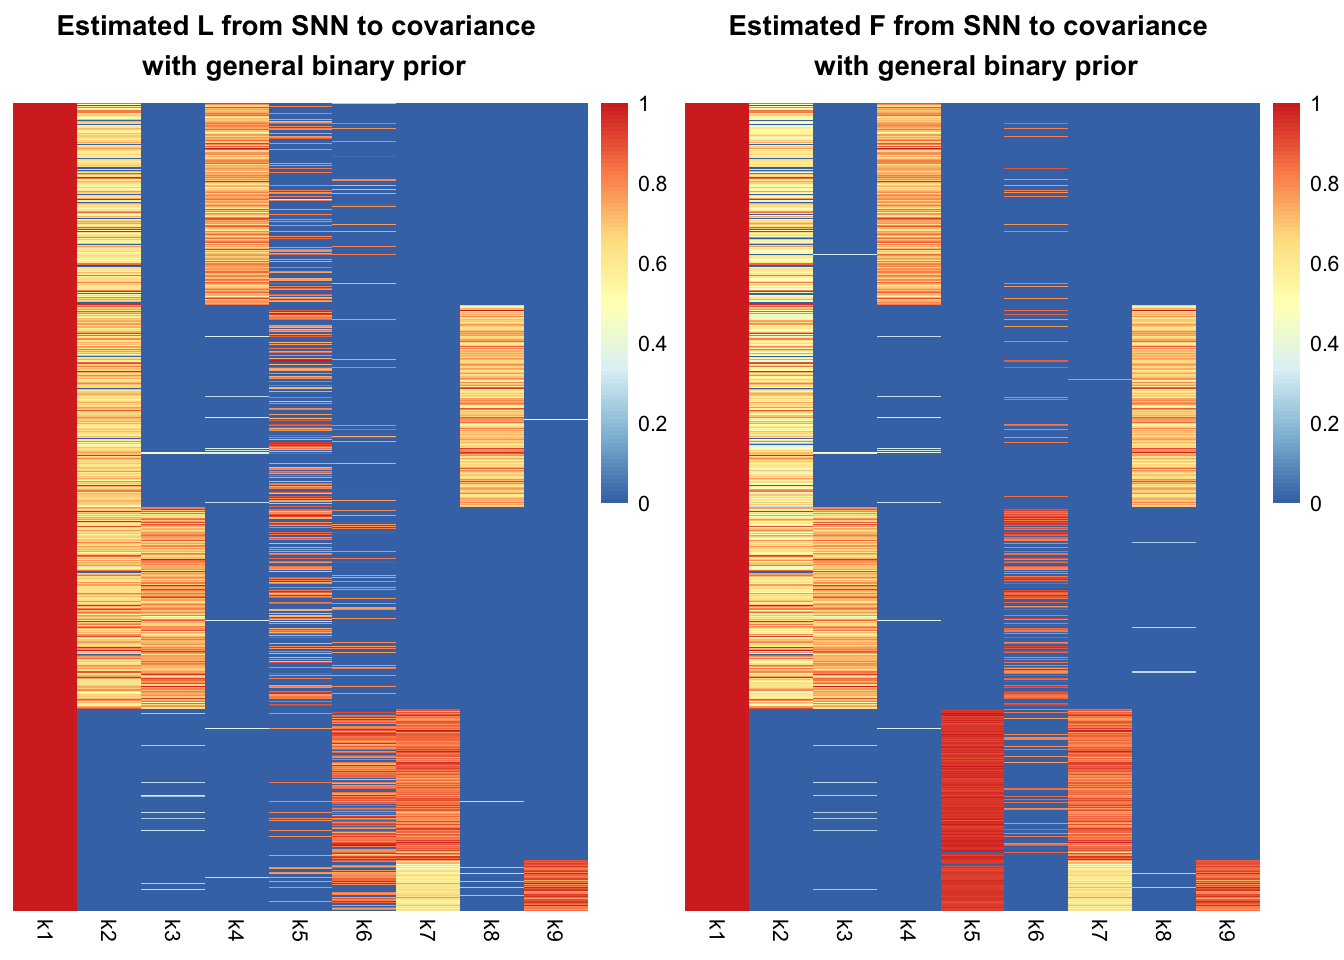 Estimated L from SNN to covariance
with general binary prior
1
0.8
0.6
0.4
0.2
0
k1 k2 k3 k4 k5 k6 k7 k8 k9
Estimated F from SNN to covariance
with general binary prior
1
0.8
0.6
0.4
0.2
0
k1 k2 k3 k4 k5 k6 k7 k8 k9